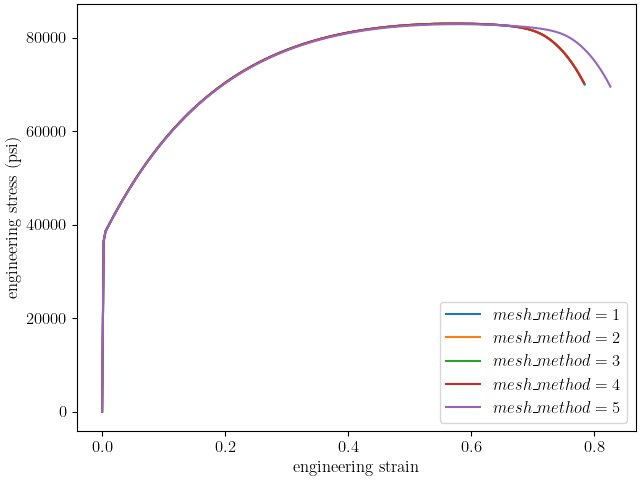 80000
60000
40000
20000
0
engineering stress (psi)
0.0 0.2 0.4 0.6 0.8
engineering strain
mesh_method = 1
mesh_method = 2
mesh_method = 3
mesh_method = 4
mesh_method = 5